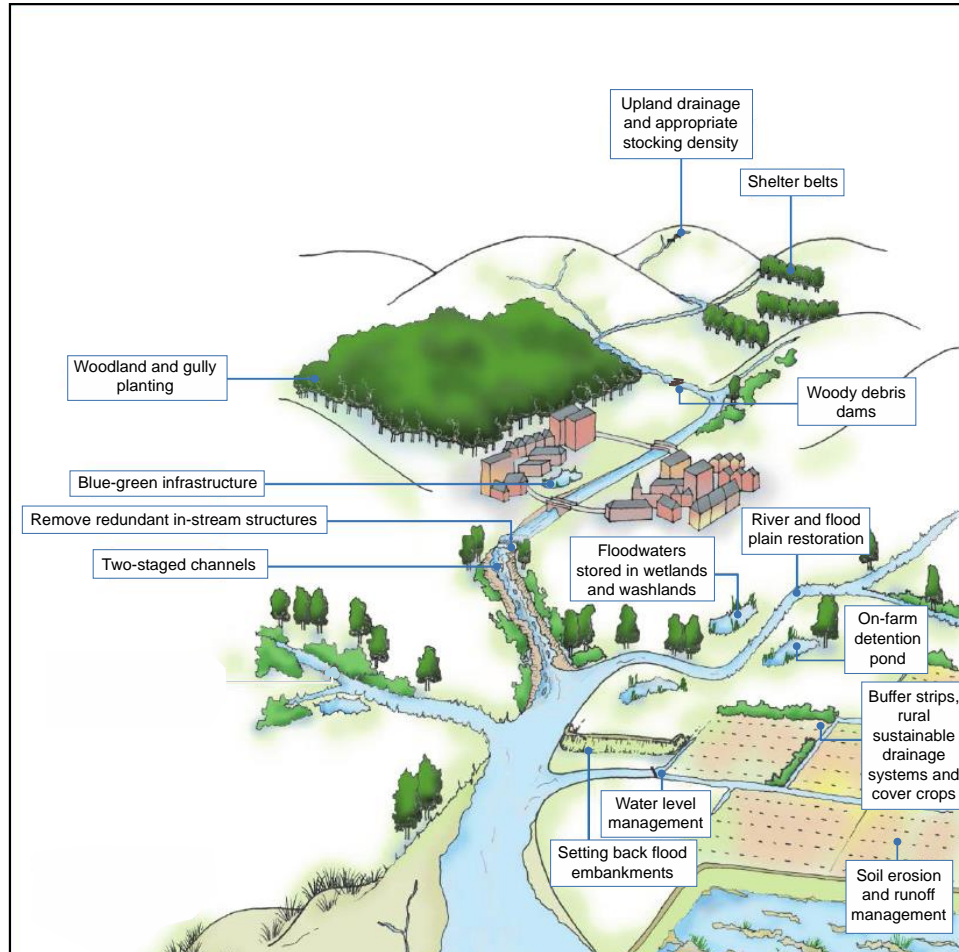 Upland drainage
and appropriate
stocking density
Shelter belts
Woodland and gully
planting
Woody debris
dams
Blue-green infrastructure
Remove redundant in-stream structures
Two-staged channels
Floodwaters
stored in wetlands
and washlands
River and flood
plain restoration
On-farm
detention
pond
Buffer strips,
rural
sustainable
drainage
systems and
cover crops
Water level
management
Setting back flood
embankments
Soil erosion
and runoff
management